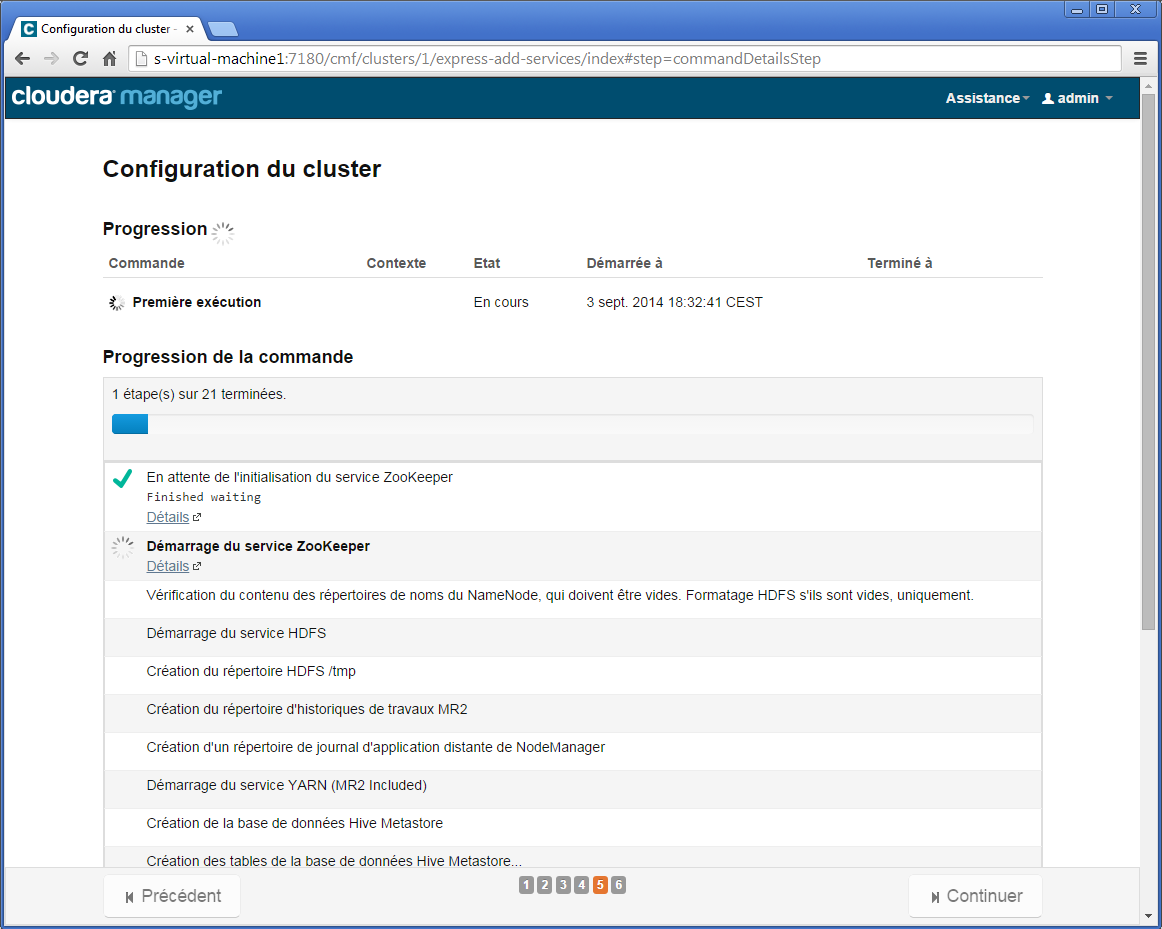 Configuration du cluster -
s-virtual-machine1:7180/cmf/clusters/1/express-add-services/index#step=commandDetailsStep
cloudera manager
Assistance admin
Configuration du cluster
Progression
Commande Contexte Etat Démarrée à Terminé à
Première exécution En cours 3 sept. 2014 18:32:41 CEST
Progression de la commande
1 étape(s) sur 21 terminées.
En attente de l'initialisation du service ZooKeeper
Finished waiting
Détails
Démarrage du service ZooKeeper
Détails
Vérification du contenu des répertoires de noms du NameNode, qui doivent être vides. Formatage HDFS s'ils sont vides, uniquement.
Démarrage du service HDFS
Création du répertoire HDFS /tmp
Création du répertoire d'historiques de travaux MR2
Création d'un répertoire de journal d'application distante de NodeManager
Démarrage du service YARN (MR2 Included)
Création de la base de données Hive Metastore
Création des tables de la base de données Hive Metastore...
Précédent 1 2 3 4 5 6 Continuer